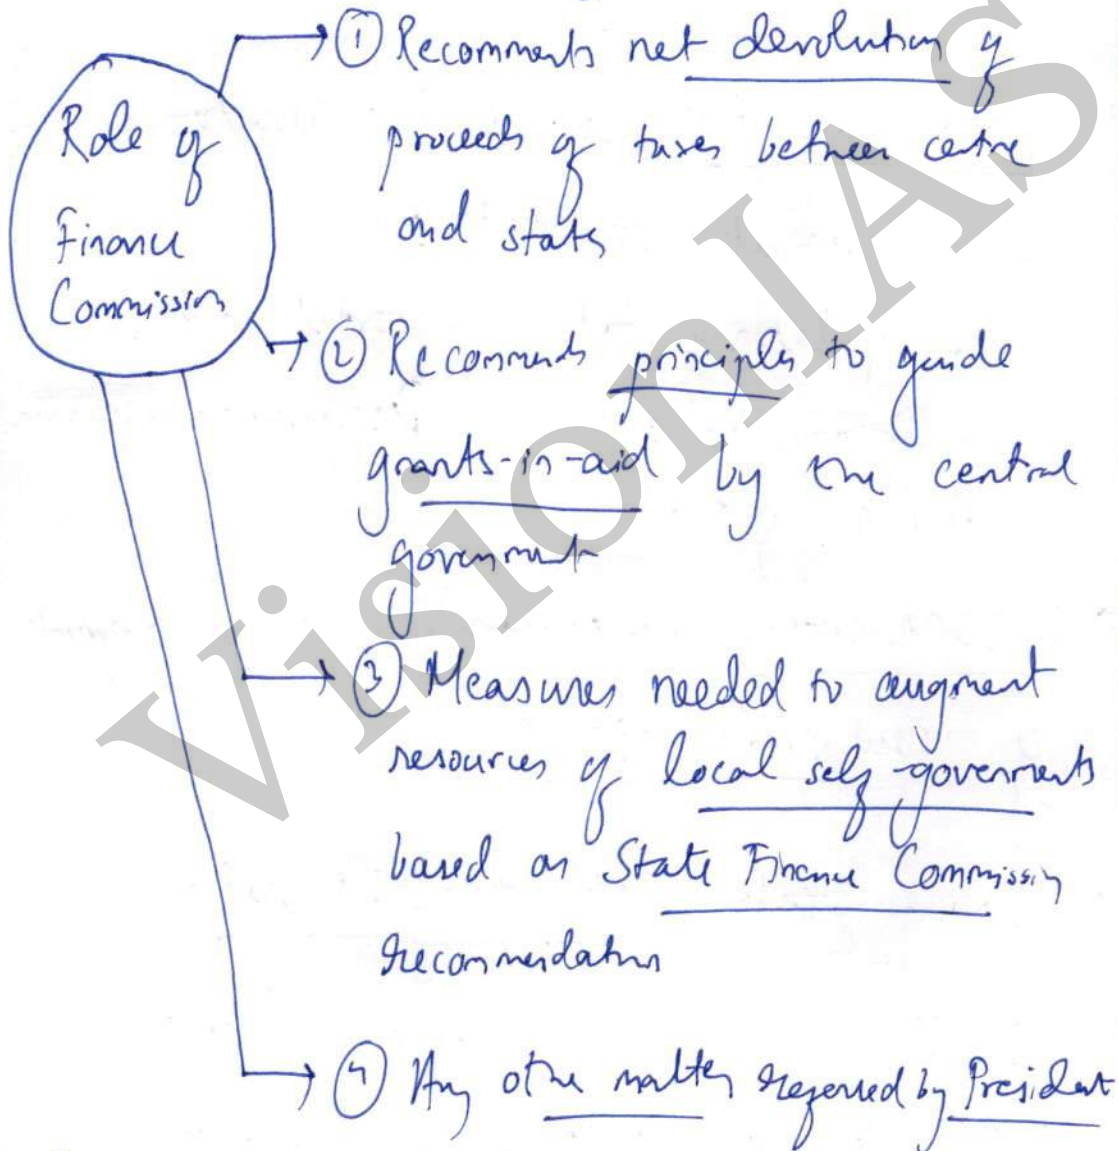 Role of
Finance
Commission
① Recommends net devolution of
proceeds of taxes between centre
and states
② Recommends principles to guide
grants-in-aid by the central
government
③ Measures needed to augment
resources of local self-governments
based on State Finance Commission
recommendations
④ Any other matter referred by President
VisionIAS